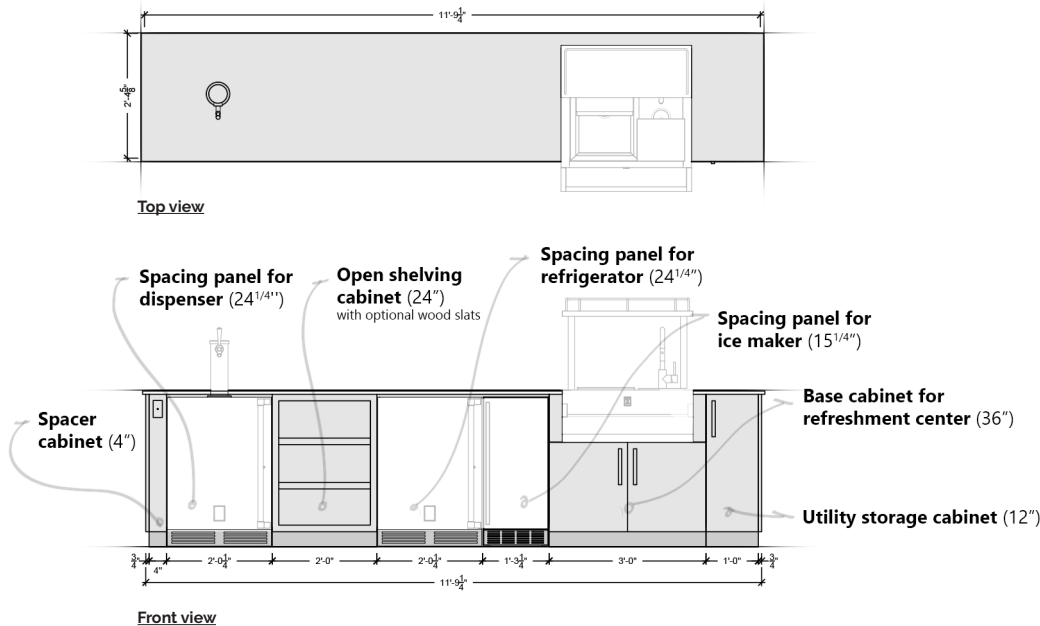 11'-9 1/4"
2'-4 5/8"
Top view
Spacing panel for
dispenser (24 1/4'')
Open shelving
cabinet (24")
with optional wood slats
Spacing panel for
refrigerator (24 1/4")
Spacing panel for
ice maker (15 1/4")
Spacer
cabinet (4")
Base cabinet for
refreshment center (36")
Utility storage cabinet (12")
3/4" 4" 2'-0 1/4" 2'-0" 2'-0 1/4" 1'-3 1/4" 3'-0" 1'-0" 3/4"
11'-9 1/4"
Front view